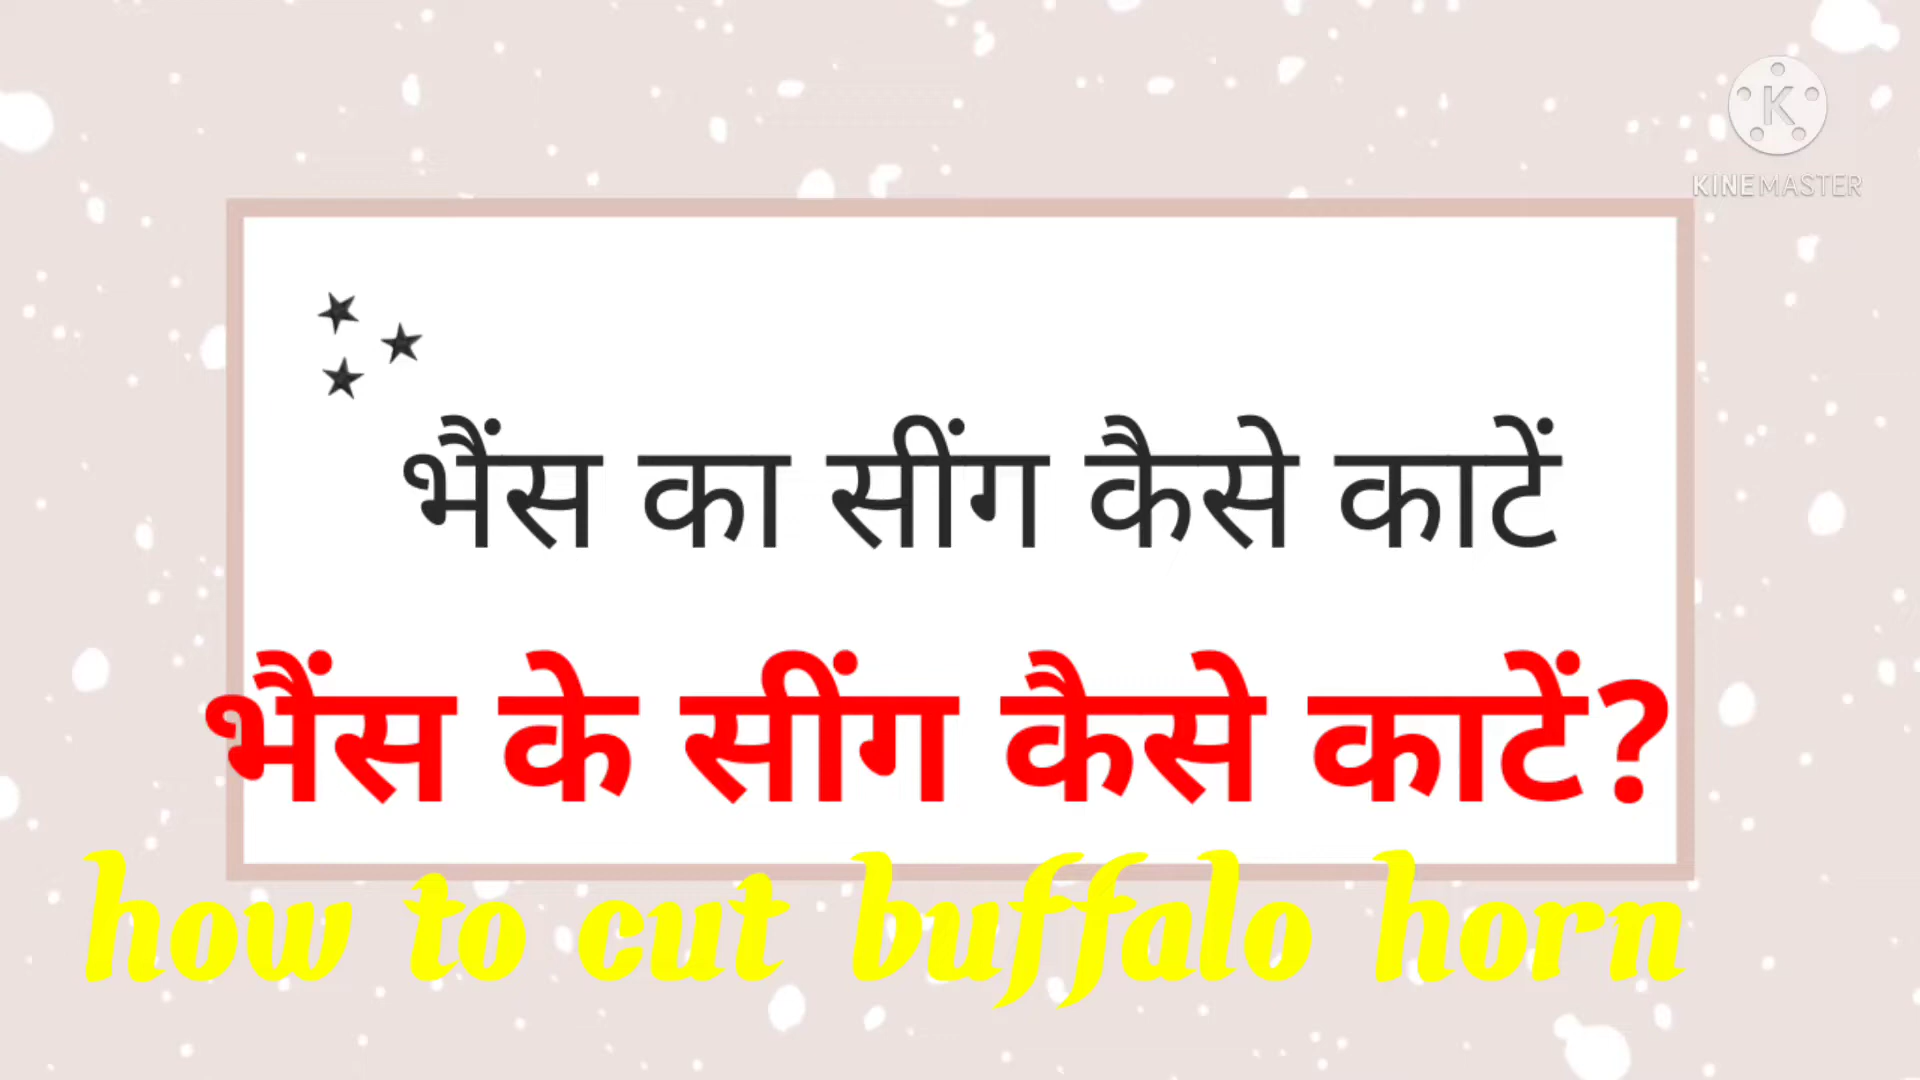 K
KINEMASTER
भैंस का सींग कैसे काटें
भैंस के सींग कैसे काटें?
how to cut buffalo horn